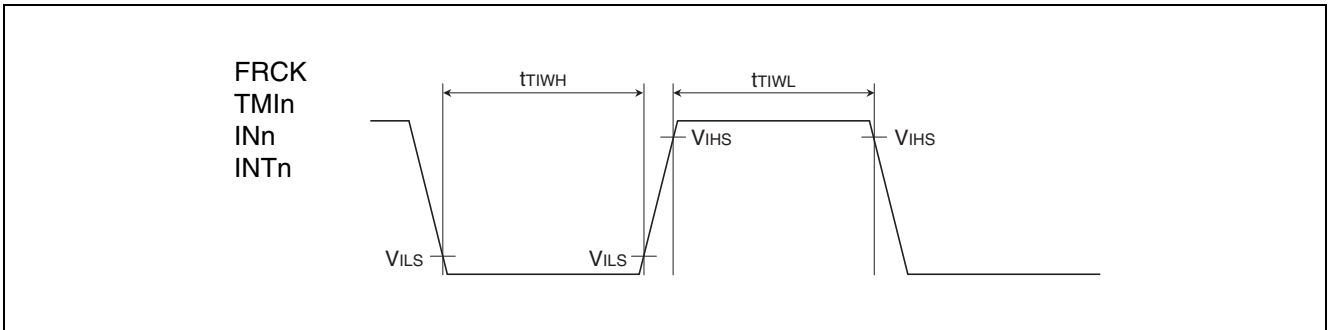 FRCK
TMIn
INn
INTn
tTIWH
tTIWL
VIHS
VIHS
VILS
VILS